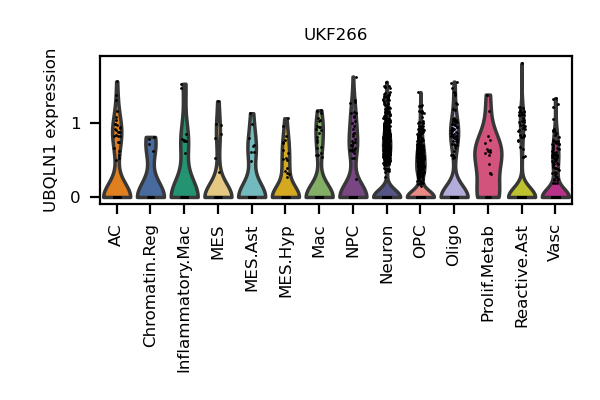 UKF266
UBQLN1 expression
1
0
AC
Chromatin.Reg
Inflammatory.Mac
MES
MES.Ast
MES.Hyp
Mac
NPC
Neuron
OPC
Oligo
Prolif.Metab
Reactive.Ast
Vasc